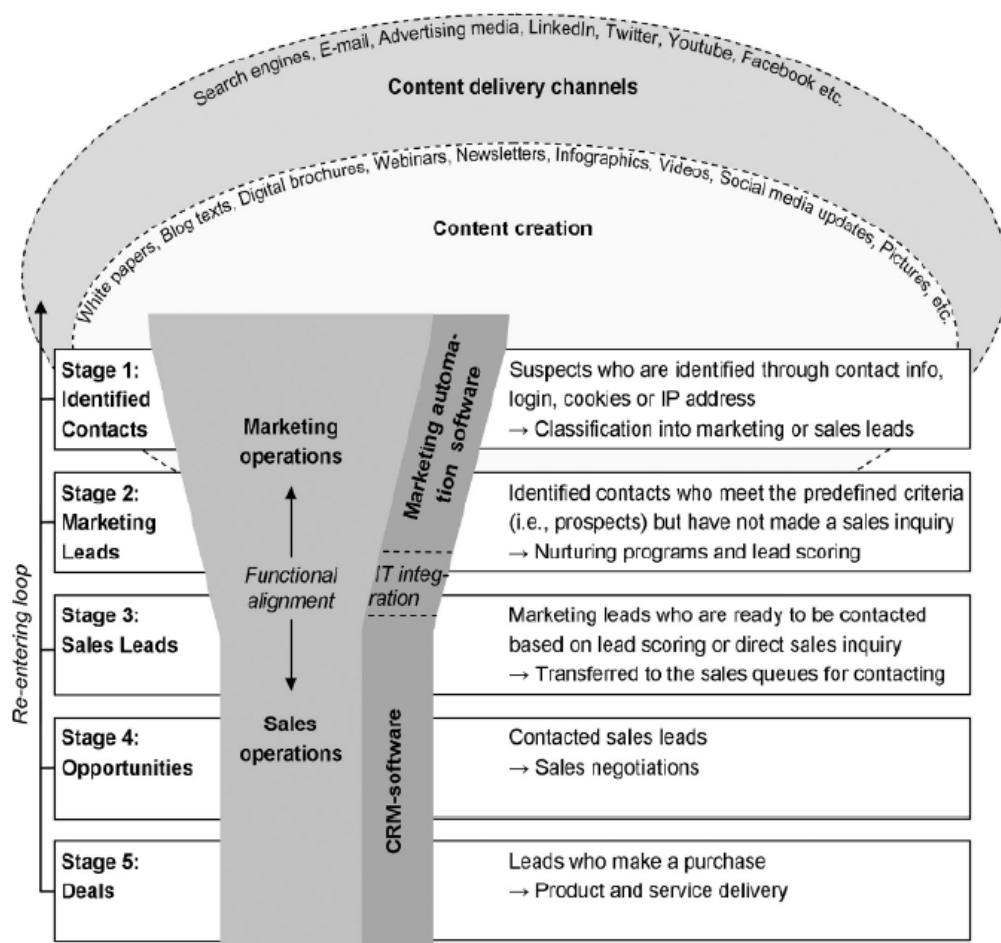 Search engines, E-mail, Advertising media, LinkedIn, Twitter, Youtube, Facebook etc.
Content delivery channels
White papers, Blog texts, Digital brochures, Webinars, Newsletters, Infographics, Videos, Social media updates, Pictures, etc.
Content creation
Re-entering loop
Stage 1:
Identified
Contacts
Marketing
operations
Marketing automa-
tion software
Suspects who are identified through contact info,
login, cookies or IP address
→ Classification into marketing or sales leads
Stage 2:
Marketing
Leads
Identified contacts who meet the predefined criteria
(i.e., prospects) but have not made a sales inquiry
→ Nurturing programs and lead scoring
Functional
alignment
IT integ-
ration
Stage 3:
Sales Leads
Marketing leads who are ready to be contacted
based on lead scoring or direct sales inquiry
→ Transferred to the sales queues for contacting
Sales
operations
CRM-software
Stage 4:
Opportunities
Contacted sales leads
→ Sales negotiations
Stage 5:
Deals
Leads who make a purchase
→ Product and service delivery